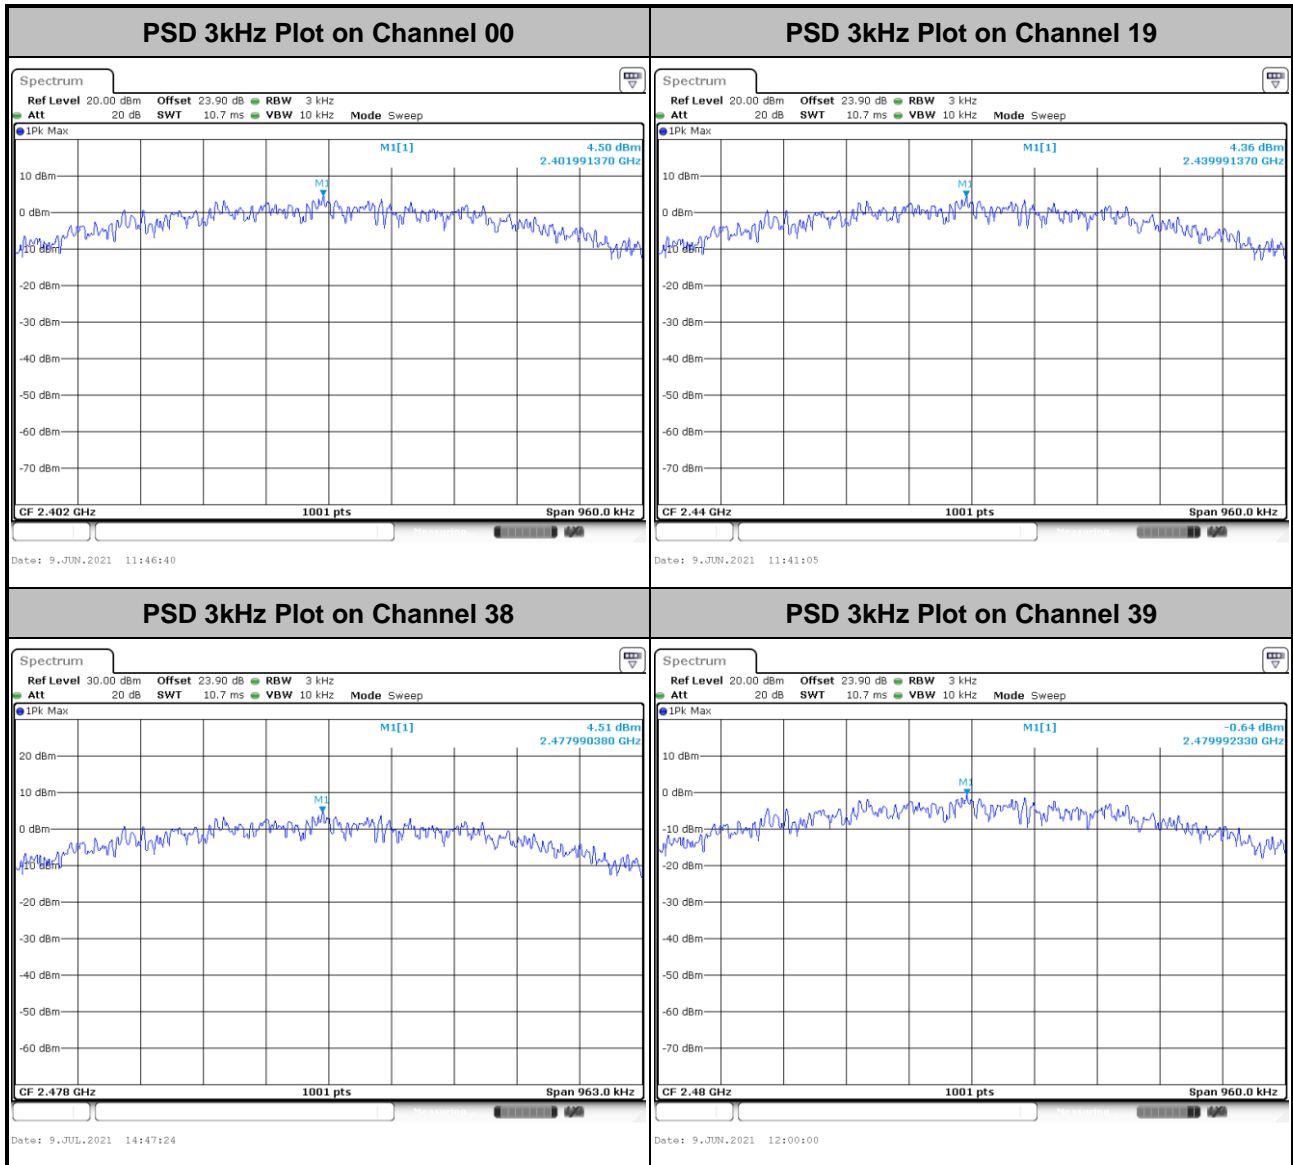 PSD 3kHz Plot on Channel 00
Spectrum
Ref Level 20.00 dBm Offset 23.90 dB RBW 3 kHz
Att 20 dB SWT 10.7 ms VBW 10 kHz Mode Sweep
1Pk Max
M1[1] 4.50 dBm
2.401991370 GHz
10 dBm
M1
0 dBm
-10 dBm
-20 dBm
-30 dBm
-40 dBm
-50 dBm
-60 dBm
-70 dBm
CF 2.402 GHz 1001 pts Span 960.0 kHz
Measuring
Date: 9.JUN.2021 11:46:40
PSD 3kHz Plot on Channel 19
Spectrum
Ref Level 20.00 dBm Offset 23.90 dB RBW 3 kHz
Att 20 dB SWT 10.7 ms VBW 10 kHz Mode Sweep
1Pk Max
M1[1] 4.36 dBm
2.439991370 GHz
10 dBm
M1
0 dBm
-10 dBm
-20 dBm
-30 dBm
-40 dBm
-50 dBm
-60 dBm
-70 dBm
CF 2.44 GHz 1001 pts Span 960.0 kHz
Measuring
Date: 9.JUN.2021 11:41:05
PSD 3kHz Plot on Channel 38
Spectrum
Ref Level 30.00 dBm Offset 23.90 dB RBW 3 kHz
Att 20 dB SWT 10.7 ms VBW 10 kHz Mode Sweep
1Pk Max
M1[1] 4.51 dBm
2.477990380 GHz
20 dBm
10 dBm
M1
0 dBm
-10 dBm
-20 dBm
-30 dBm
-40 dBm
-50 dBm
-60 dBm
CF 2.478 GHz 1001 pts Span 963.0 kHz
Measuring
Date: 9.JUL.2021 14:47:24
PSD 3kHz Plot on Channel 39
Spectrum
Ref Level 20.00 dBm Offset 23.90 dB RBW 3 kHz
Att 20 dB SWT 10.7 ms VBW 10 kHz Mode Sweep
1Pk Max
M1[1] -0.64 dBm
2.479992330 GHz
10 dBm
M1
0 dBm
-10 dBm
-20 dBm
-30 dBm
-40 dBm
-50 dBm
-60 dBm
-70 dBm
CF 2.48 GHz 1001 pts Span 960.0 kHz
Measuring
Date: 9.JUN.2021 12:00:00